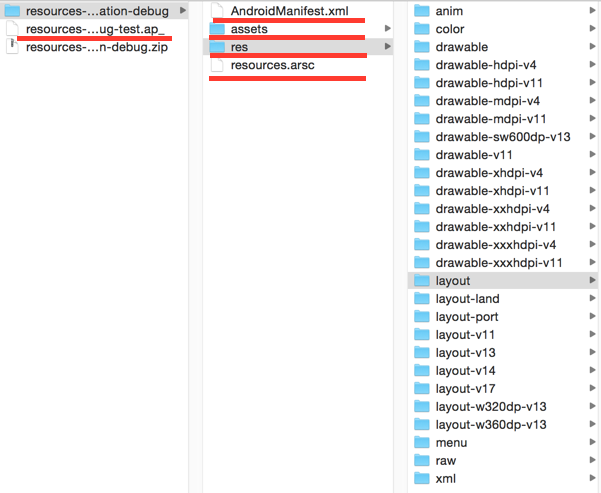 resources-...ation-debug
resources-...ug-test.ap_
resources-...n-debug.zip
AndroidManifest.xml
assets
res
resources.arsc
anim
color
drawable
drawable-hdpi-v4
drawable-hdpi-v11
drawable-mdpi-v4
drawable-mdpi-v11
drawable-sw600dp-v13
drawable-v11
drawable-xhdpi-v4
drawable-xhdpi-v11
drawable-xxhdpi-v4
drawable-xxhdpi-v11
drawable-xxxhdpi-v4
drawable-xxxhdpi-v11
layout
layout-land
layout-port
layout-v11
layout-v13
layout-v14
layout-v17
layout-w320dp-v13
layout-w360dp-v13
menu
raw
xml